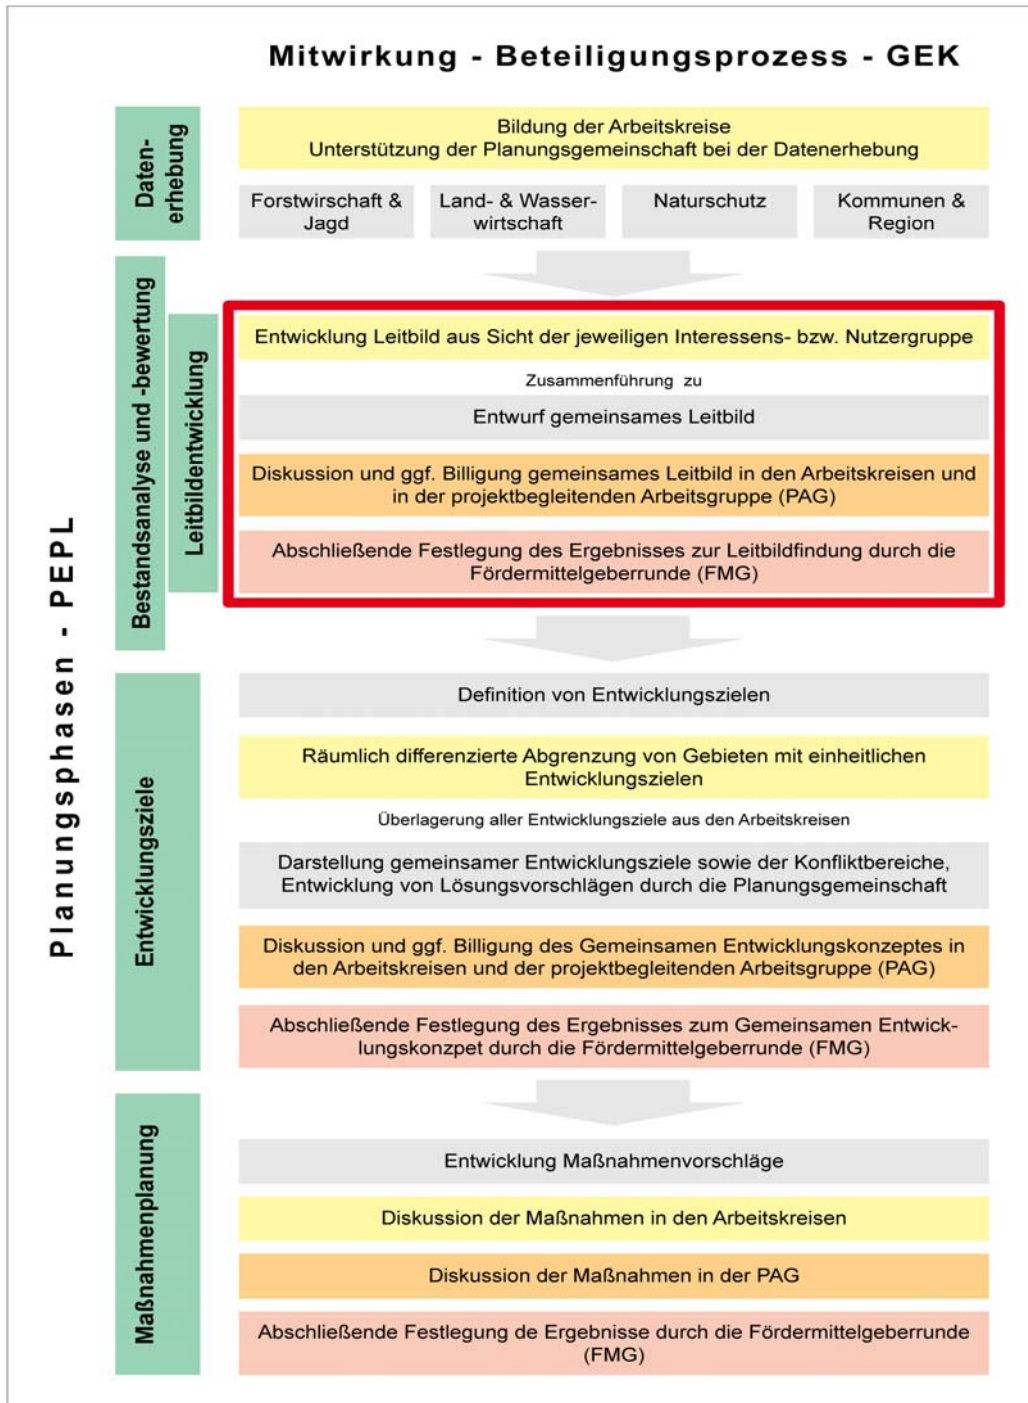 Mitwirkung - Beteiligungsprozess - GEK
Planungsphasen - PEPL
Daten-
erhebung
Bildung der Arbeitskreise
Unterstützung der Planungsgemeinschaft bei der Datenerhebung
Forstwirschaft &
Jagd
Land- & Wasser-
wirtschaft
Naturschutz
Kommunen &
Region
Bestandsanalyse und -bewertung
Leitbildentwicklung
Entwicklung Leitbild aus Sicht der jeweiligen Interessens- bzw. Nutzergruppe
Zusammenführung zu
Entwurf gemeinsames Leitbild
Diskussion und ggf. Billigung gemeinsames Leitbild in den Arbeitskreisen und
in der projektbegleitenden Arbeitsgruppe (PAG)
Abschließende Festlegung des Ergebnisses zur Leitbildfindung durch die
Fördermittelgeberrunde (FMG)
Entwicklungsziele
Definition von Entwicklungszielen
Räumlich differenzierte Abgrenzung von Gebieten mit einheitlichen
Entwicklungszielen
Überlagerung aller Entwicklungsziele aus den Arbeitskreisen
Darstellung gemeinsamer Entwicklungsziele sowie der Konfliktbereiche,
Entwicklung von Lösungsvorschlägen durch die Planungsgemeinschaft
Diskussion und ggf. Billigung des Gemeinsamen Entwicklungskonzeptes in
den Arbeitskreisen und der projektbegleitenden Arbeitsgruppe (PAG)
Abschließende Festlegung des Ergebnisses zum Gemeinsamen Entwick-
lungskonzpet durch die Fördermittelgeberrunde (FMG)
Maßnahmenplanung
Entwicklung Maßnahmenvorschläge
Diskussion der Maßnahmen in den Arbeitskreisen
Diskussion der Maßnahmen in der PAG
Abschließende Festlegung de Ergebnisse durch die Fördermittelgeberrunde
(FMG)